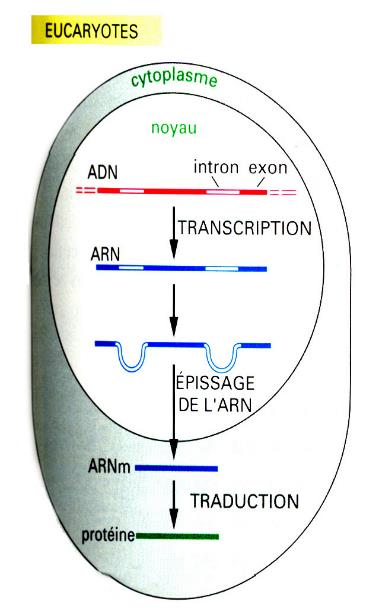 EUCARYOTES
cytoplasme
noyau
ADN
intron exon
TRANSCRIPTION
ARN
ÉPISSAGE
DE L'ARN
ARNm
TRADUCTION
protéine